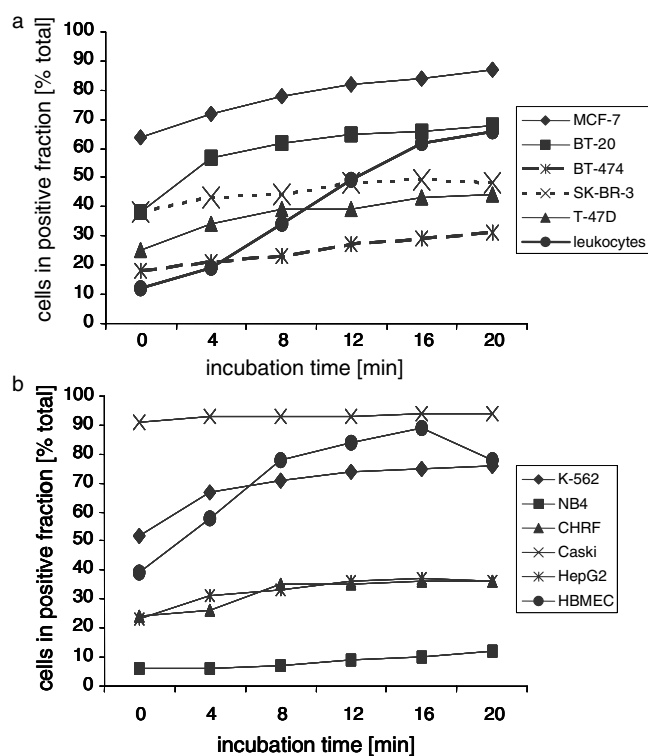 a
100
90
80
70
60
50
40
30
20
10
0
cells in positive fraction [% total]
0 4 8 12 16 20
incubation time [min]
MCF-7
BT-20
BT-474
SK-BR-3
T-47D
leukocytes
b
100
90
80
70
60
50
40
30
20
10
0
cells in positive fraction [% total]
0 4 8 12 16 20
incubation time [min]
K-562
NB4
CHRF
Caski
HepG2
HBMEC